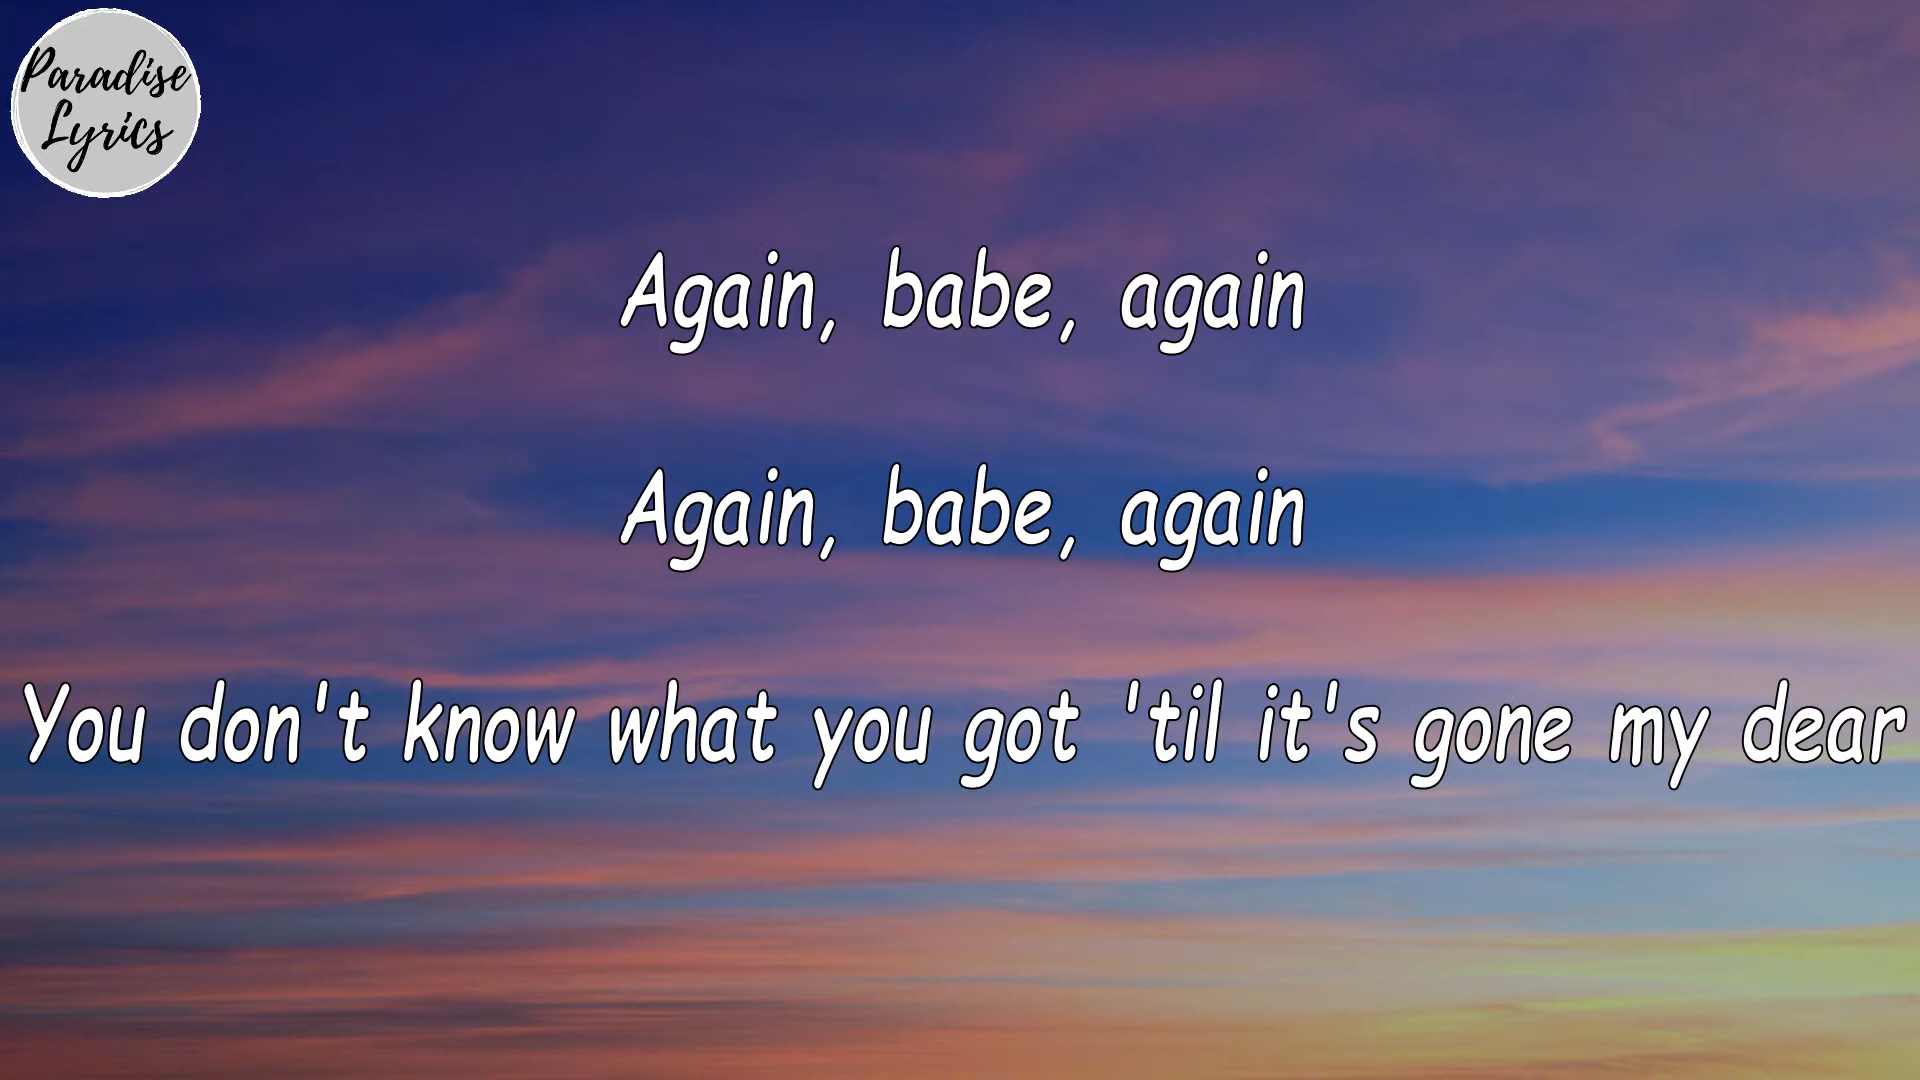 Paradise
Lyrics
Again, babe, again
Again, babe, again
You don't know what you got 'til it's gone my dear